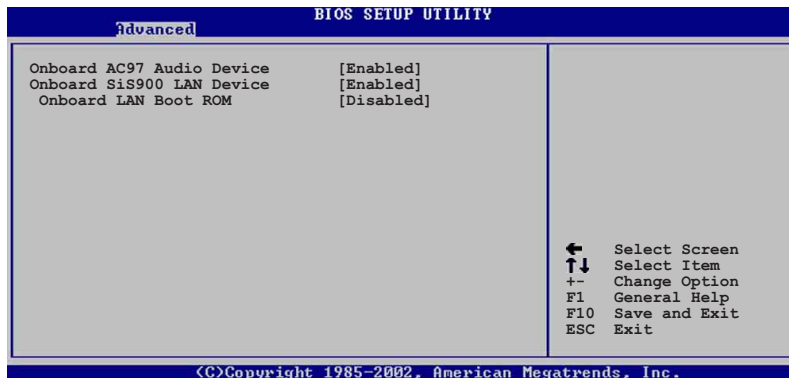 BIOS SETUP UTILITY
Advanced
Onboard AC97 Audio Device [Enabled]
Onboard SiS900 LAN Device [Enabled]
Onboard LAN Boot ROM [Disabled]
← Select Screen
↑↓ Select Item
+- Change Option
F1 General Help
F10 Save and Exit
ESC Exit
(C)Copyright 1985-2002, American Megatrends, Inc.